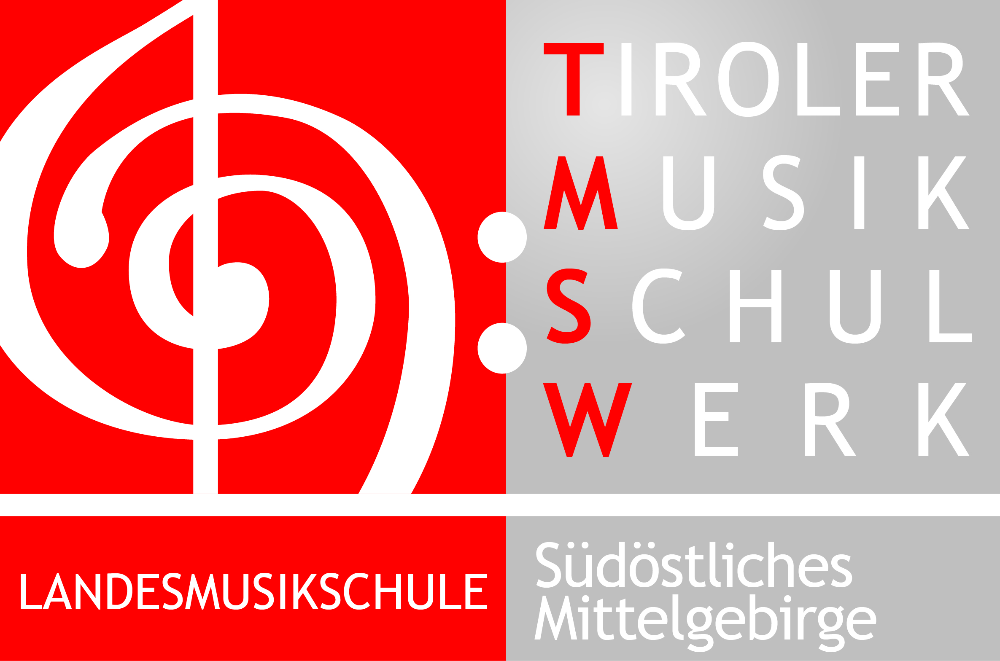 TIROLER
MUSIK
SCHUL
WERK
LANDESMUSIKSCHULE
Südöstliches
Mittelgebirge